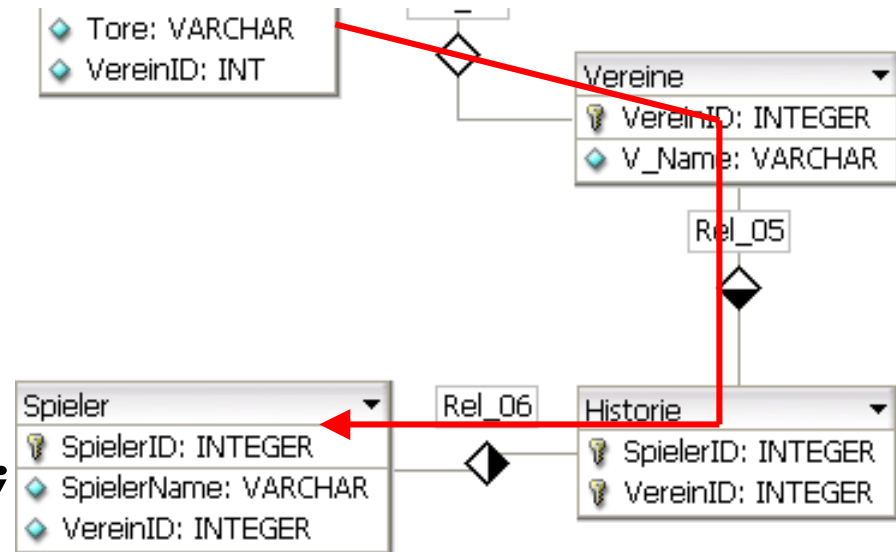 Tore: VARCHAR
VereinID: INT
Vereine
VereinID: INTEGER
V_Name: VARCHAR
Rel_05
Spieler
SpielerID: INTEGER
SpielerName: VARCHAR
VereinID: INTEGER
Rel_06
Historie
SpielerID: INTEGER
VereinID: INTEGER
;